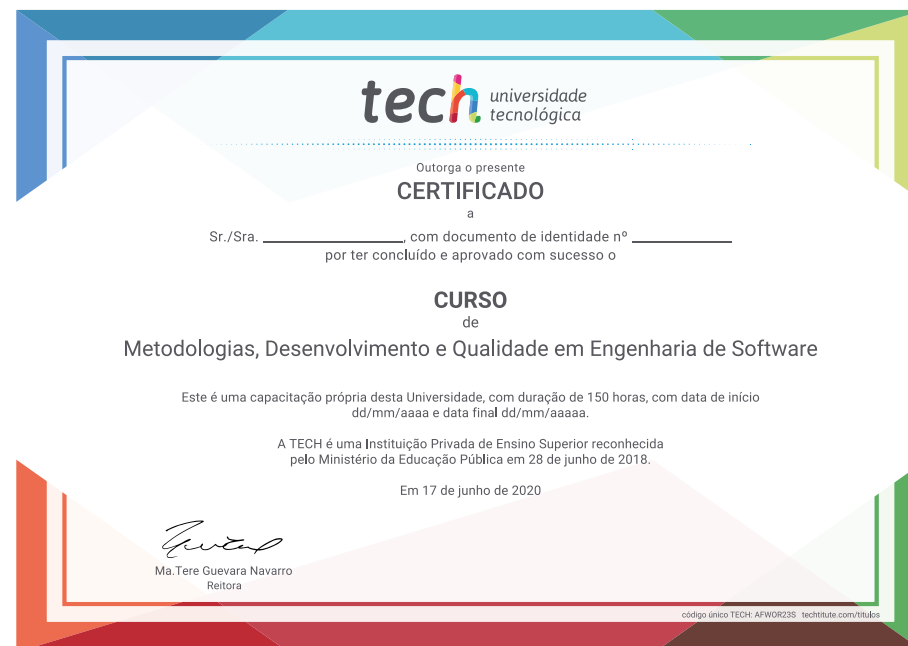 tech universidade
tecnológica
Outorga o presente
CERTIFICADO
a
Sr./Sra. ______________, com documento de identidade nº __________
por ter concluído e aprovado com sucesso o
CURSO
de
Metodologias, Desenvolvimento e Qualidade em Engenharia de Software
Este é uma capacitação própria desta Universidade, com duração de 150 horas, com data de início
dd/mm/aaaa e data final dd/mm/aaaaa.
A TECH é uma Instituição Privada de Ensino Superior reconhecida
pelo Ministério da Educação Pública em 28 de junho de 2018.
Em 17 de junho de 2020
Ma.Tere Guevara Navarro
Reitora
código único TECH: AFWOR23S techtitute.com/titulos